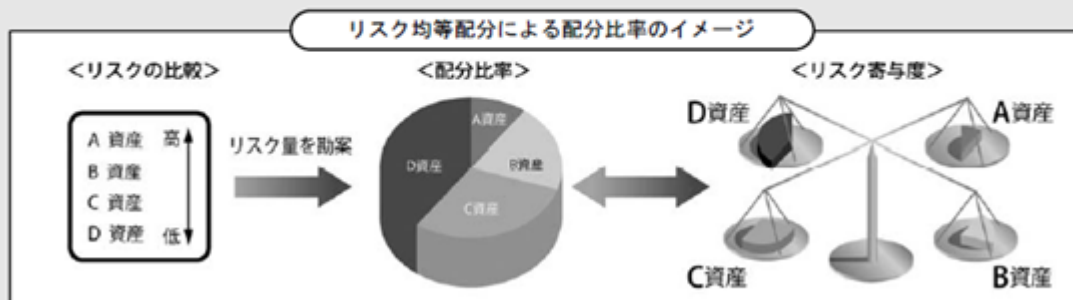 リスク均等配分による配分比率のイメージ
<リスクの比較>
A 資産 高
B 資産
C 資産
D 資産 低
リスク量を勘案
<配分比率>
A資産
B資産
C資産
D資産
<リスク寄与度>
D資産
A資産
C資産
B資産